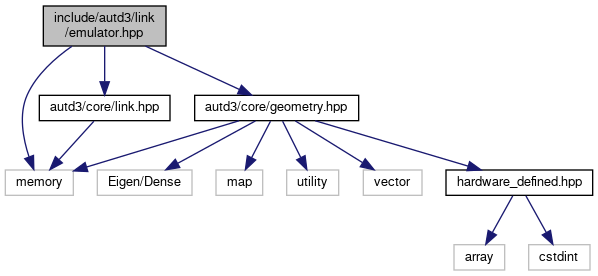 include/autd3/link
/emulator.hpp
autd3/core/link.hpp
autd3/core/geometry.hpp
memory
Eigen/Dense
map
utility
vector
hardware_defined.hpp
array
cstdint